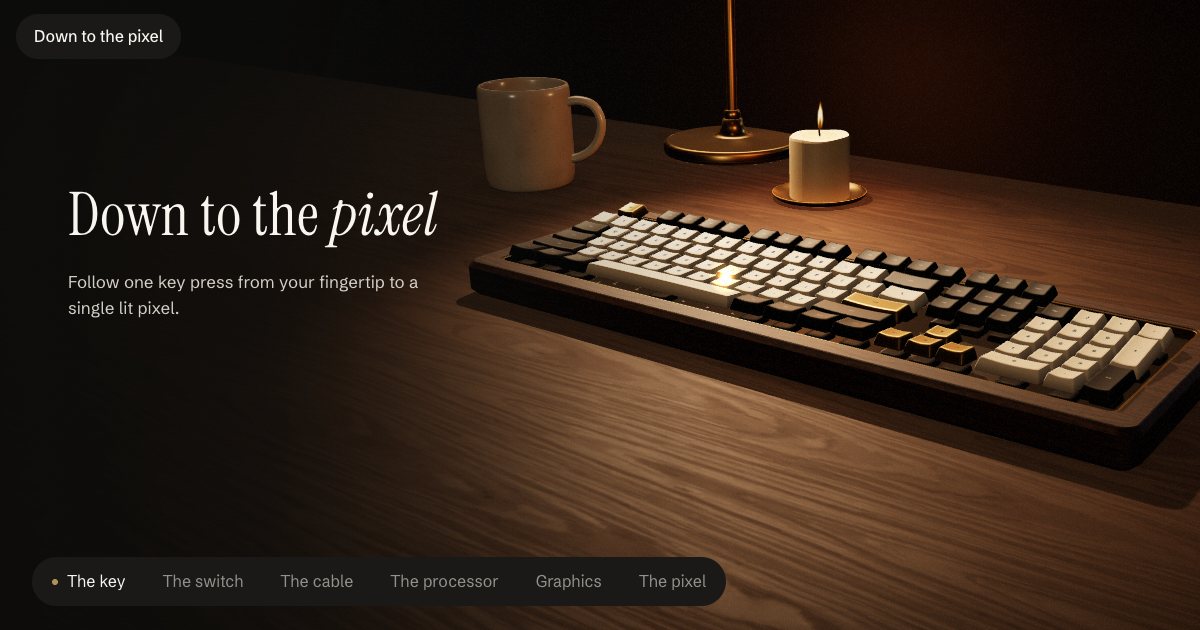 Down to the pixel
Down to the pixel
Follow one key press from your fingertip to a
single lit pixel.
The key
The switch
The cable
The processor
Graphics
The pixel